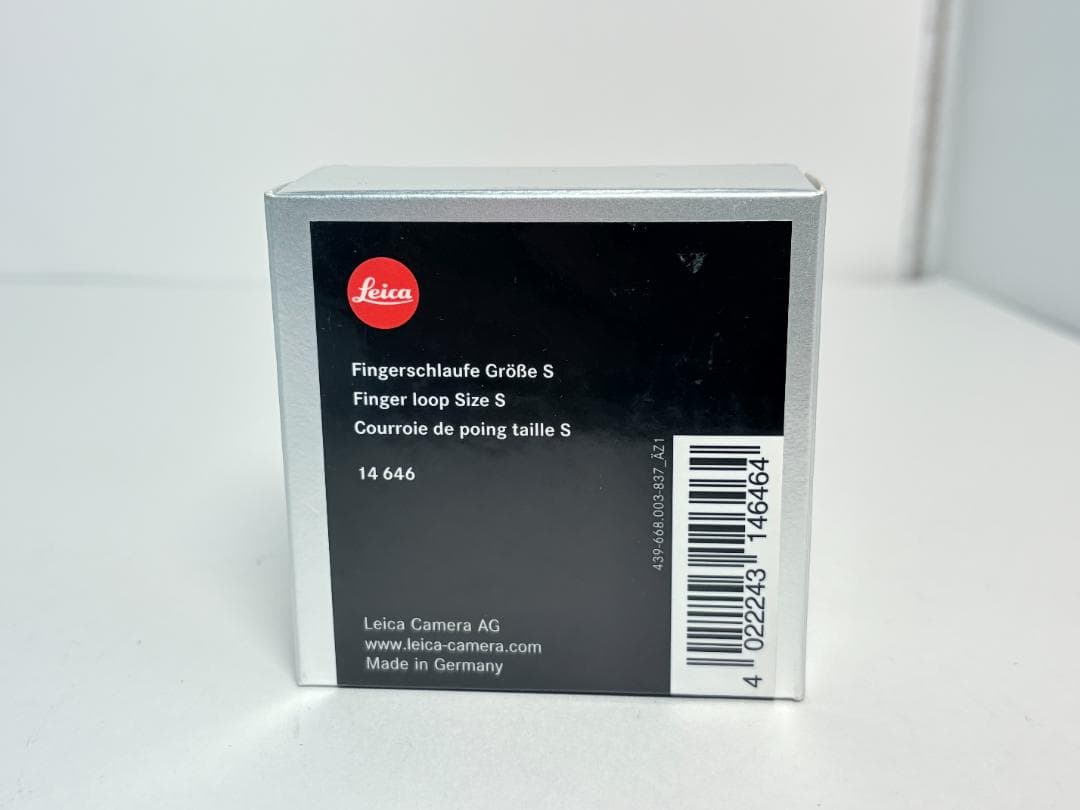 Leica
Fingerschlaufe Größe S
Finger loop Size S
Courroie de poing taille S
14 646
439-668.003-837_ÄZ1
Leica Camera AG
www.leica-camera.com
Made in Germany
4 022243 146464